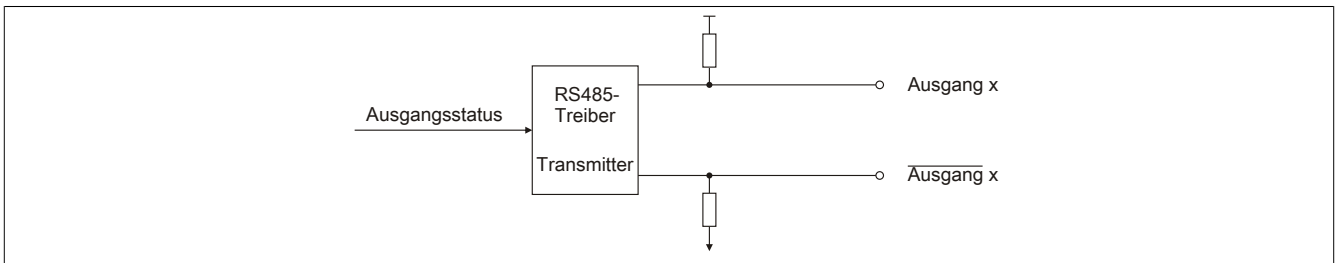 Ausgangsstatus
RS485-
Treiber
Transmitter
Ausgang x
Ausgang x